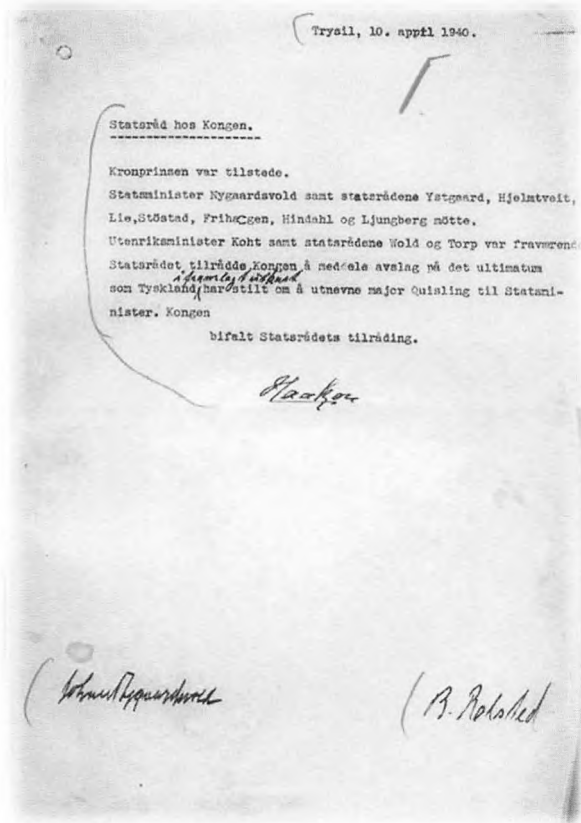 Trysil, 10. april 1940.
Statsråd hos Kongen.
Kronprinsen var tilstede.
Statsminister Nygaardsvold samt statsrådene Ystgaard, Hjelmtveit,
Lie, Støstad, Frihagen, Hindahl og Ljungberg møtte.
Utenriksminister Koht samt statsrådene Wold og Torp var fraværende
Statsrådet tilrådde Kongen å meddele avslag på det ultimatum
som Tyskland har stilt om å utnevne major Quisling til Statsmi-
nister. Kongen
bifalt Statsrådets tilråding.
Haakon
Johan Nygaardsvold
B. Rolsted